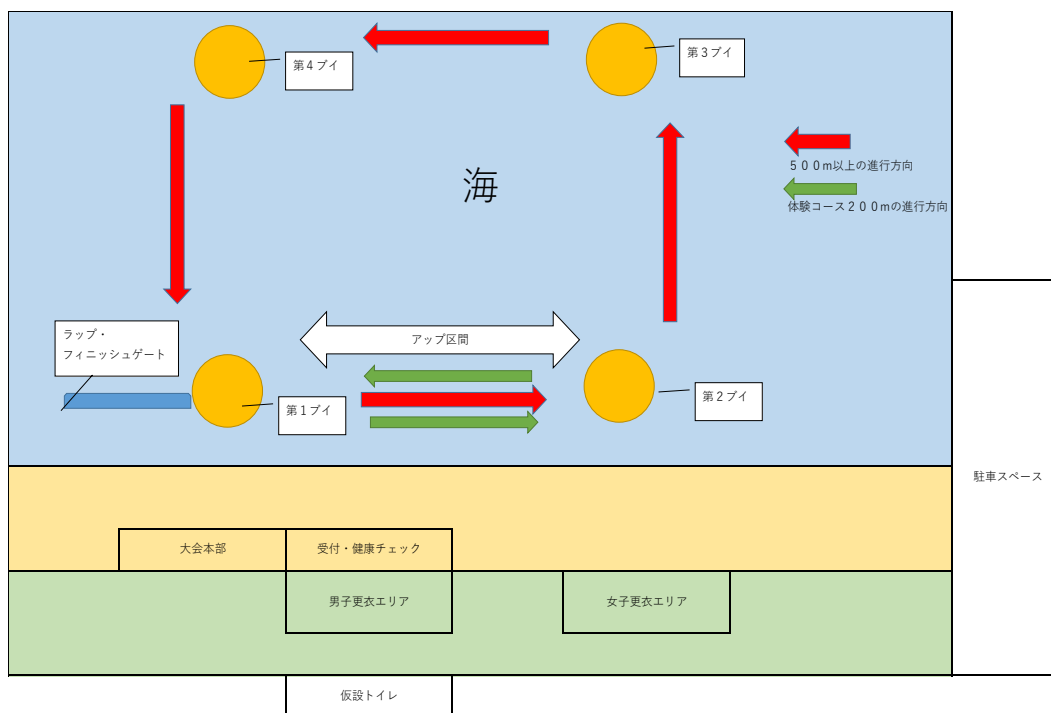 第４ブイ
第３ブイ
５００m以上の進行方向
海
体験コース２００mの進行方向
ラップ・
フィニッシュゲート
アップ区間
第１ブイ
第２ブイ
駐車スペース
大会本部
受付・健康チェック
男子更衣エリア
女子更衣エリア
仮設トイレ